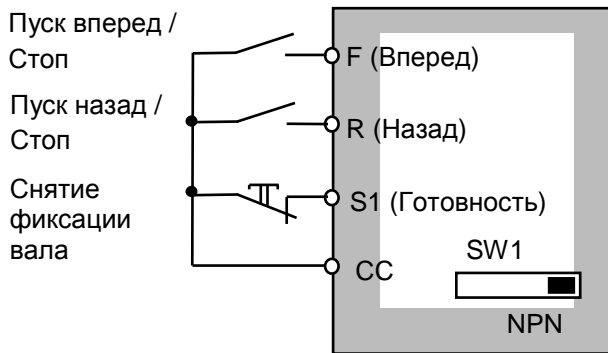 Пуск вперед /
Стоп
F (Вперед)
Пуск назад /
Стоп
R (Назад)
Снятие
фиксации
вала
S1 (Готовность)
CC
SW1
NPN